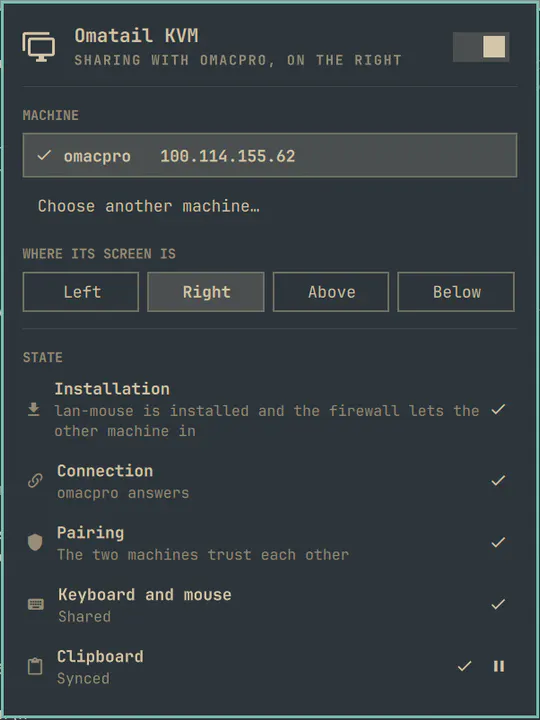 Omatail KVM
SHARING WITH OMACPRO, ON THE RIGHT
MACHINE
omacpro 100.114.155.62
Choose another machine…
WHERE ITS SCREEN IS
Left Right Above Below
STATE
Installation
lan-mouse is installed and the firewall lets the
other machine in
Connection
omacpro answers
Pairing
The two machines trust each other
Keyboard and mouse
Shared
Clipboard
Synced